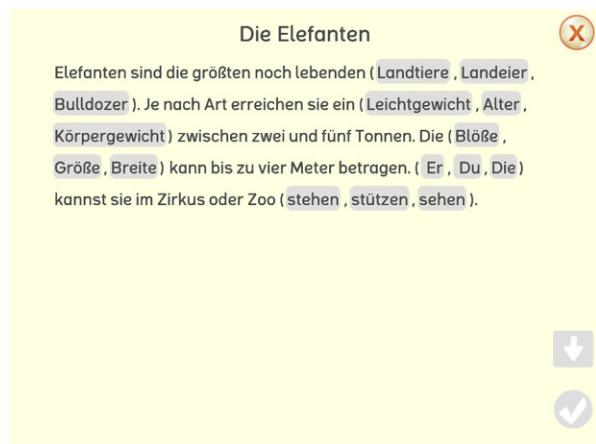 Die Elefanten
X
Elefanten sind die größten noch lebenden ( Landtiere , Landeier ,
Bulldozer ). Je nach Art erreichen sie ein ( Leichtgewicht , Alter ,
Körpergewicht ) zwischen zwei und fünf Tonnen. Die ( Blöße ,
Größe , Breite ) kann bis zu vier Meter betragen. ( Er , Du , Die )
kannst sie im Zirkus oder Zoo ( stehen , stützen , sehen ).